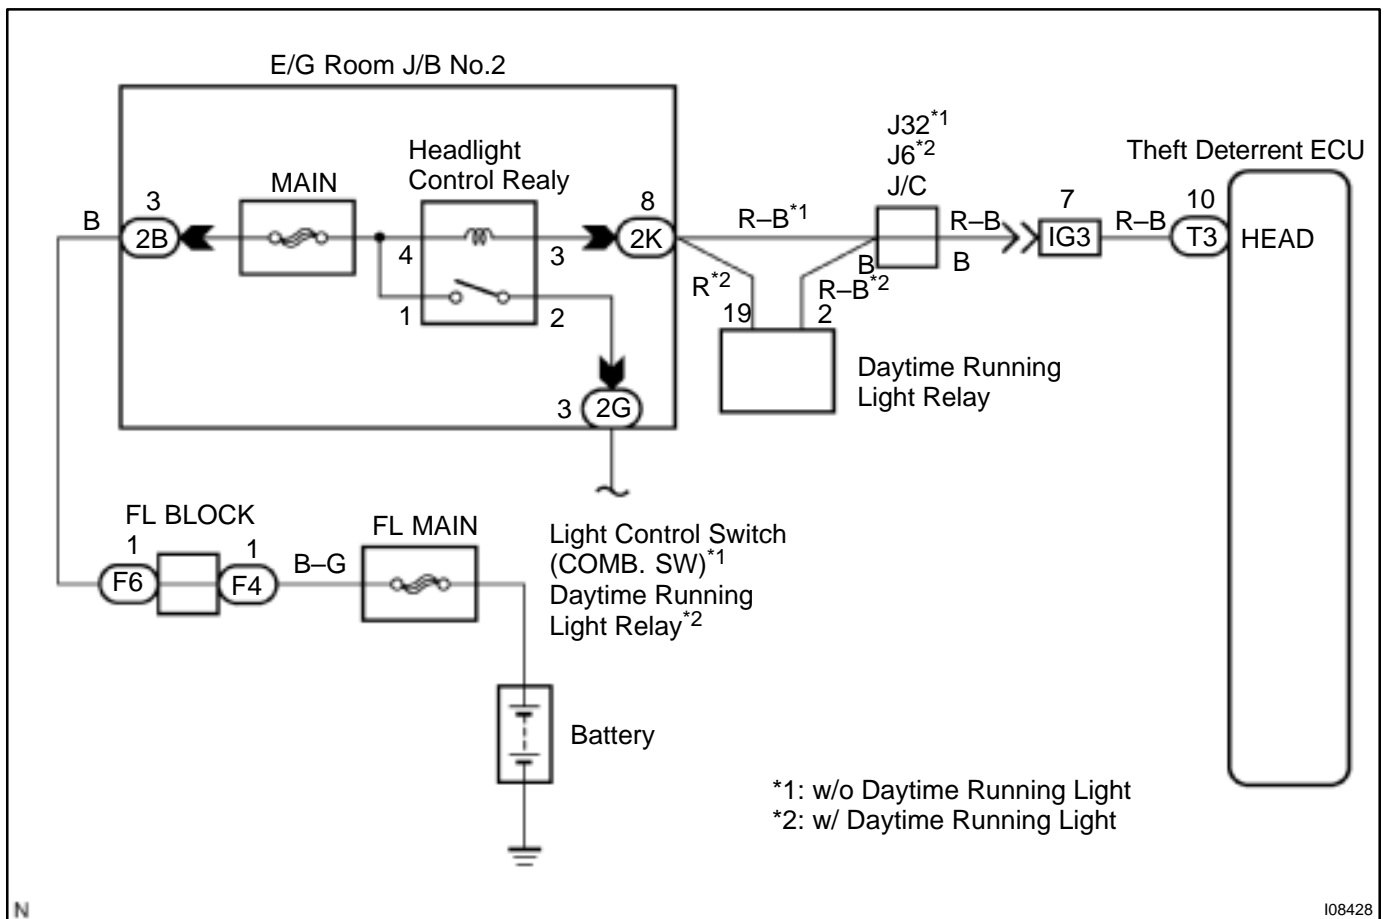 E/G Room J/B No.2
J32*1
J6*2
J/C
Theft Deterrent ECU
Headlight
Control Realy
MAIN
B
3
2B
4
3
1
2
8
2K
R–B*1
R*2
R–B*2
19
2
B
R–B
B
7
IG3
R–B
10
T3
HEAD
Daytime Running
Light Relay
3
2G
FL BLOCK
1
1
F6
F4
B–G
FL MAIN
Light Control Switch
(COMB. SW)*1
Daytime Running
Light Relay*2
Battery
*1: w/o Daytime Running Light
*2: w/ Daytime Running Light
N
I08428